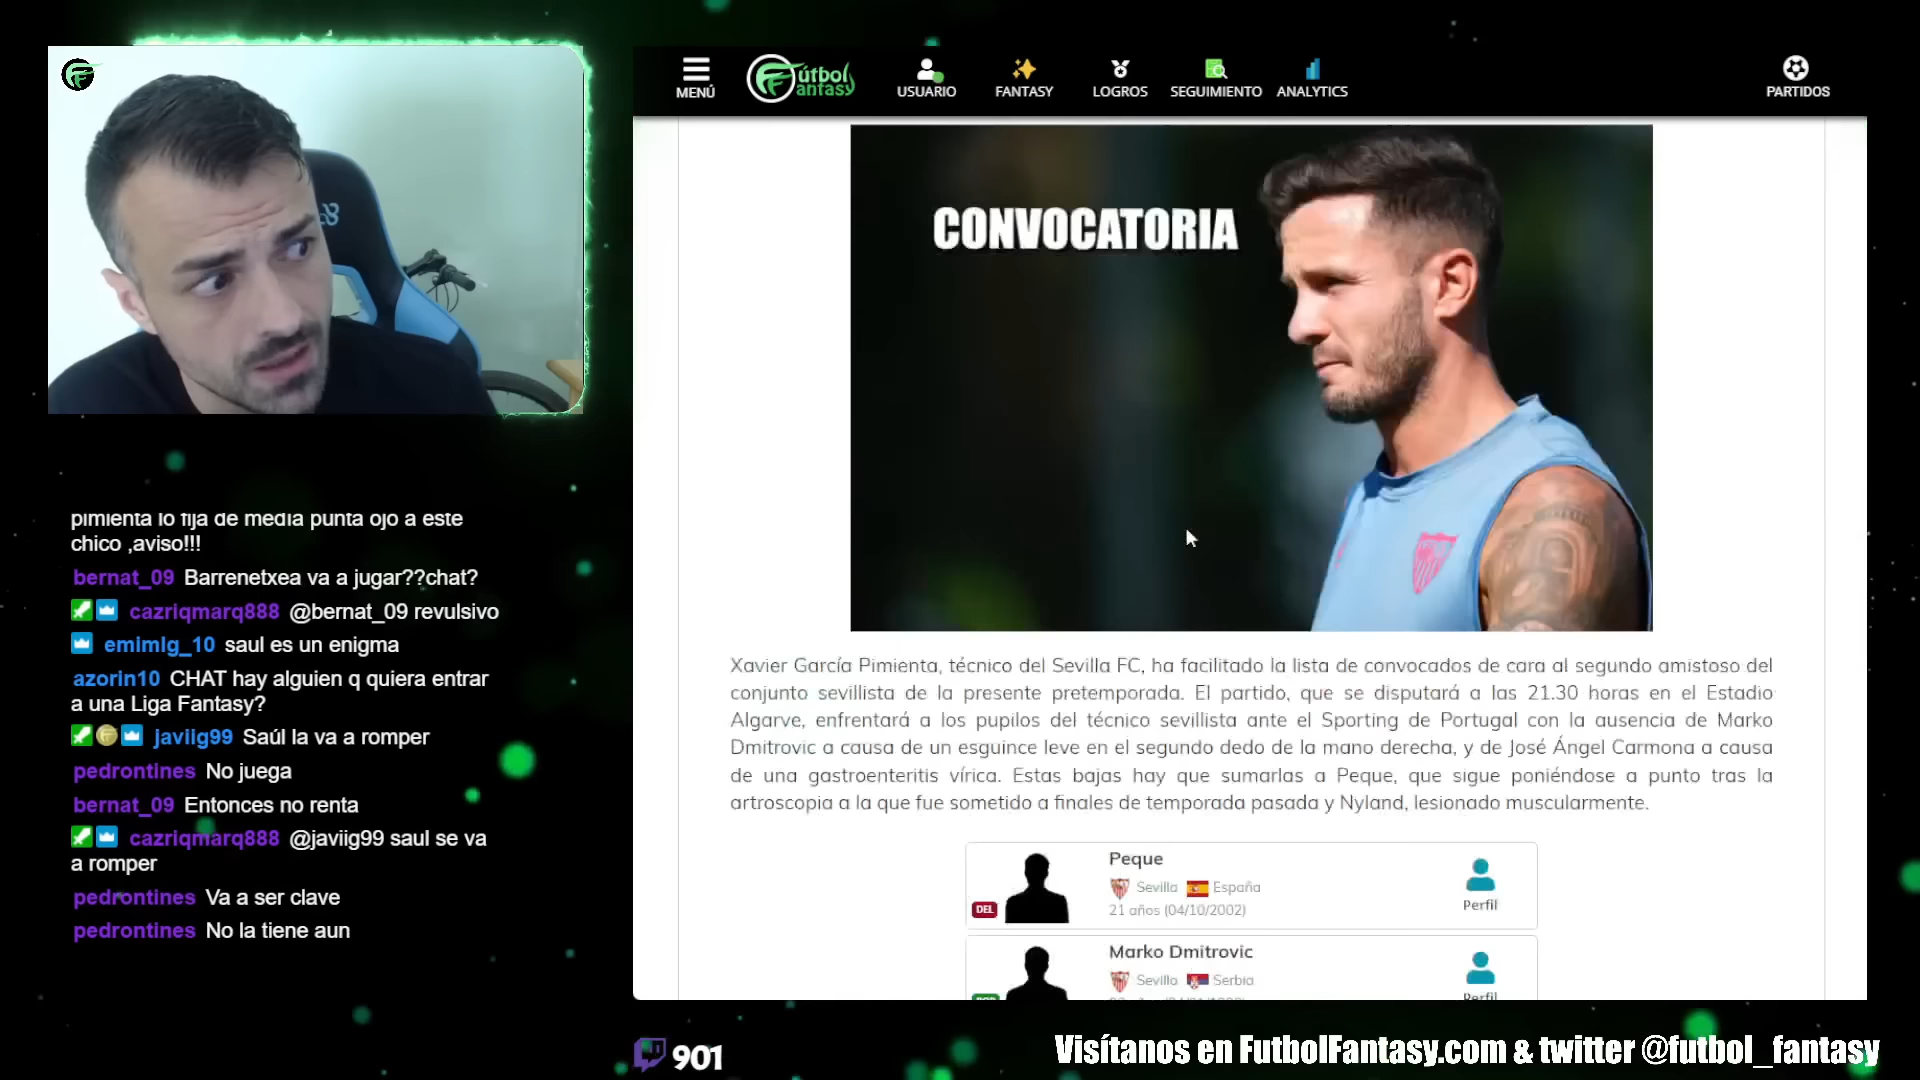 MENÚ
Fútbol
Fantasy
USUARIO
FANTASY
LOGROS
SEGUIMIENTO
ANALYTICS
PARTIDOS
CONVOCATORIA
pimienta lo fija de media punta ojo a este
chico ,aviso!!!
bernat_09 Barrenetxea va a jugar??chat?
cazriqmarq888 @bernat_09 revulsivo
emimlg_10 saul es un enigma
azorin10 CHAT hay alguien q quiera entrar
a una Liga Fantasy?
javiig99 Saúl la va a romper
pedrontines No juega
bernat_09 Entonces no renta
cazriqmarq888 @javiig99 saul se va
a romper
pedrontines Va a ser clave
pedrontines No la tiene aun
Xavier García Pimienta, técnico del Sevilla FC, ha facilitado la lista de convocados de cara al segundo amistoso del
conjunto sevillista de la presente pretemporada. El partido, que se disputará a las 21.30 horas en el Estadio
Algarve, enfrentará a los pupilos del técnico sevillista ante el Sporting de Portugal con la ausencia de Marko
Dmitrovic a causa de un esguince leve en el segundo dedo de la mano derecha, y de José Ángel Carmona a causa
de una gastroenteritis vírica. Estas bajas hay que sumarlas a Peque, que sigue poniéndose a punto tras la
artroscopia a la que fue sometido a finales de temporada pasada y Nyland, lesionado muscularmente.
Peque
Sevilla España
21 años (04/10/2002)
DEL
Perfil
Marko Dmitrovic
Sevilla Serbia
Perfil
901
Visítanos en FutbolFantasy.com & twitter @futbol_fantasy